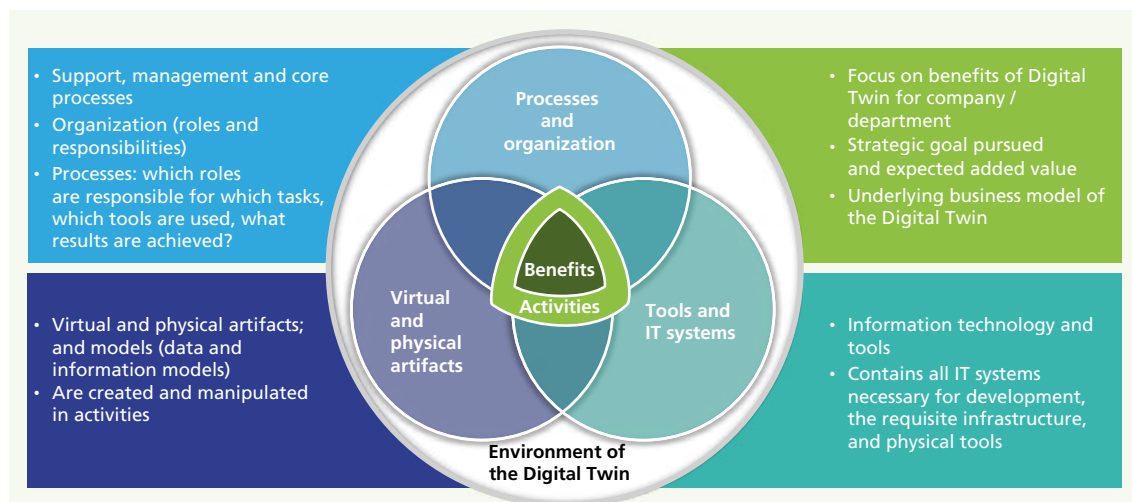 • Support, management and core
processes
• Organization (roles and
responsibilities)
• Processes: which roles
are responsible for which tasks,
which tools are used, what
results are achieved?
Processes
and
organization
• Focus on benefits of Digital
Twin for company /
department
• Strategic goal pursued
and expected added value
• Underlying business model of
the Digital Twin
Benefits
Activities
Virtual
and
physical
artifacts
Tools and
IT systems
• Virtual and physical artifacts;
and models (data and
information models)
• Are created and manipulated
in activities
• Information technology and
tools
• Contains all IT systems
necessary for development,
the requisite infrastructure,
and physical tools
Environment of
the Digital Twin